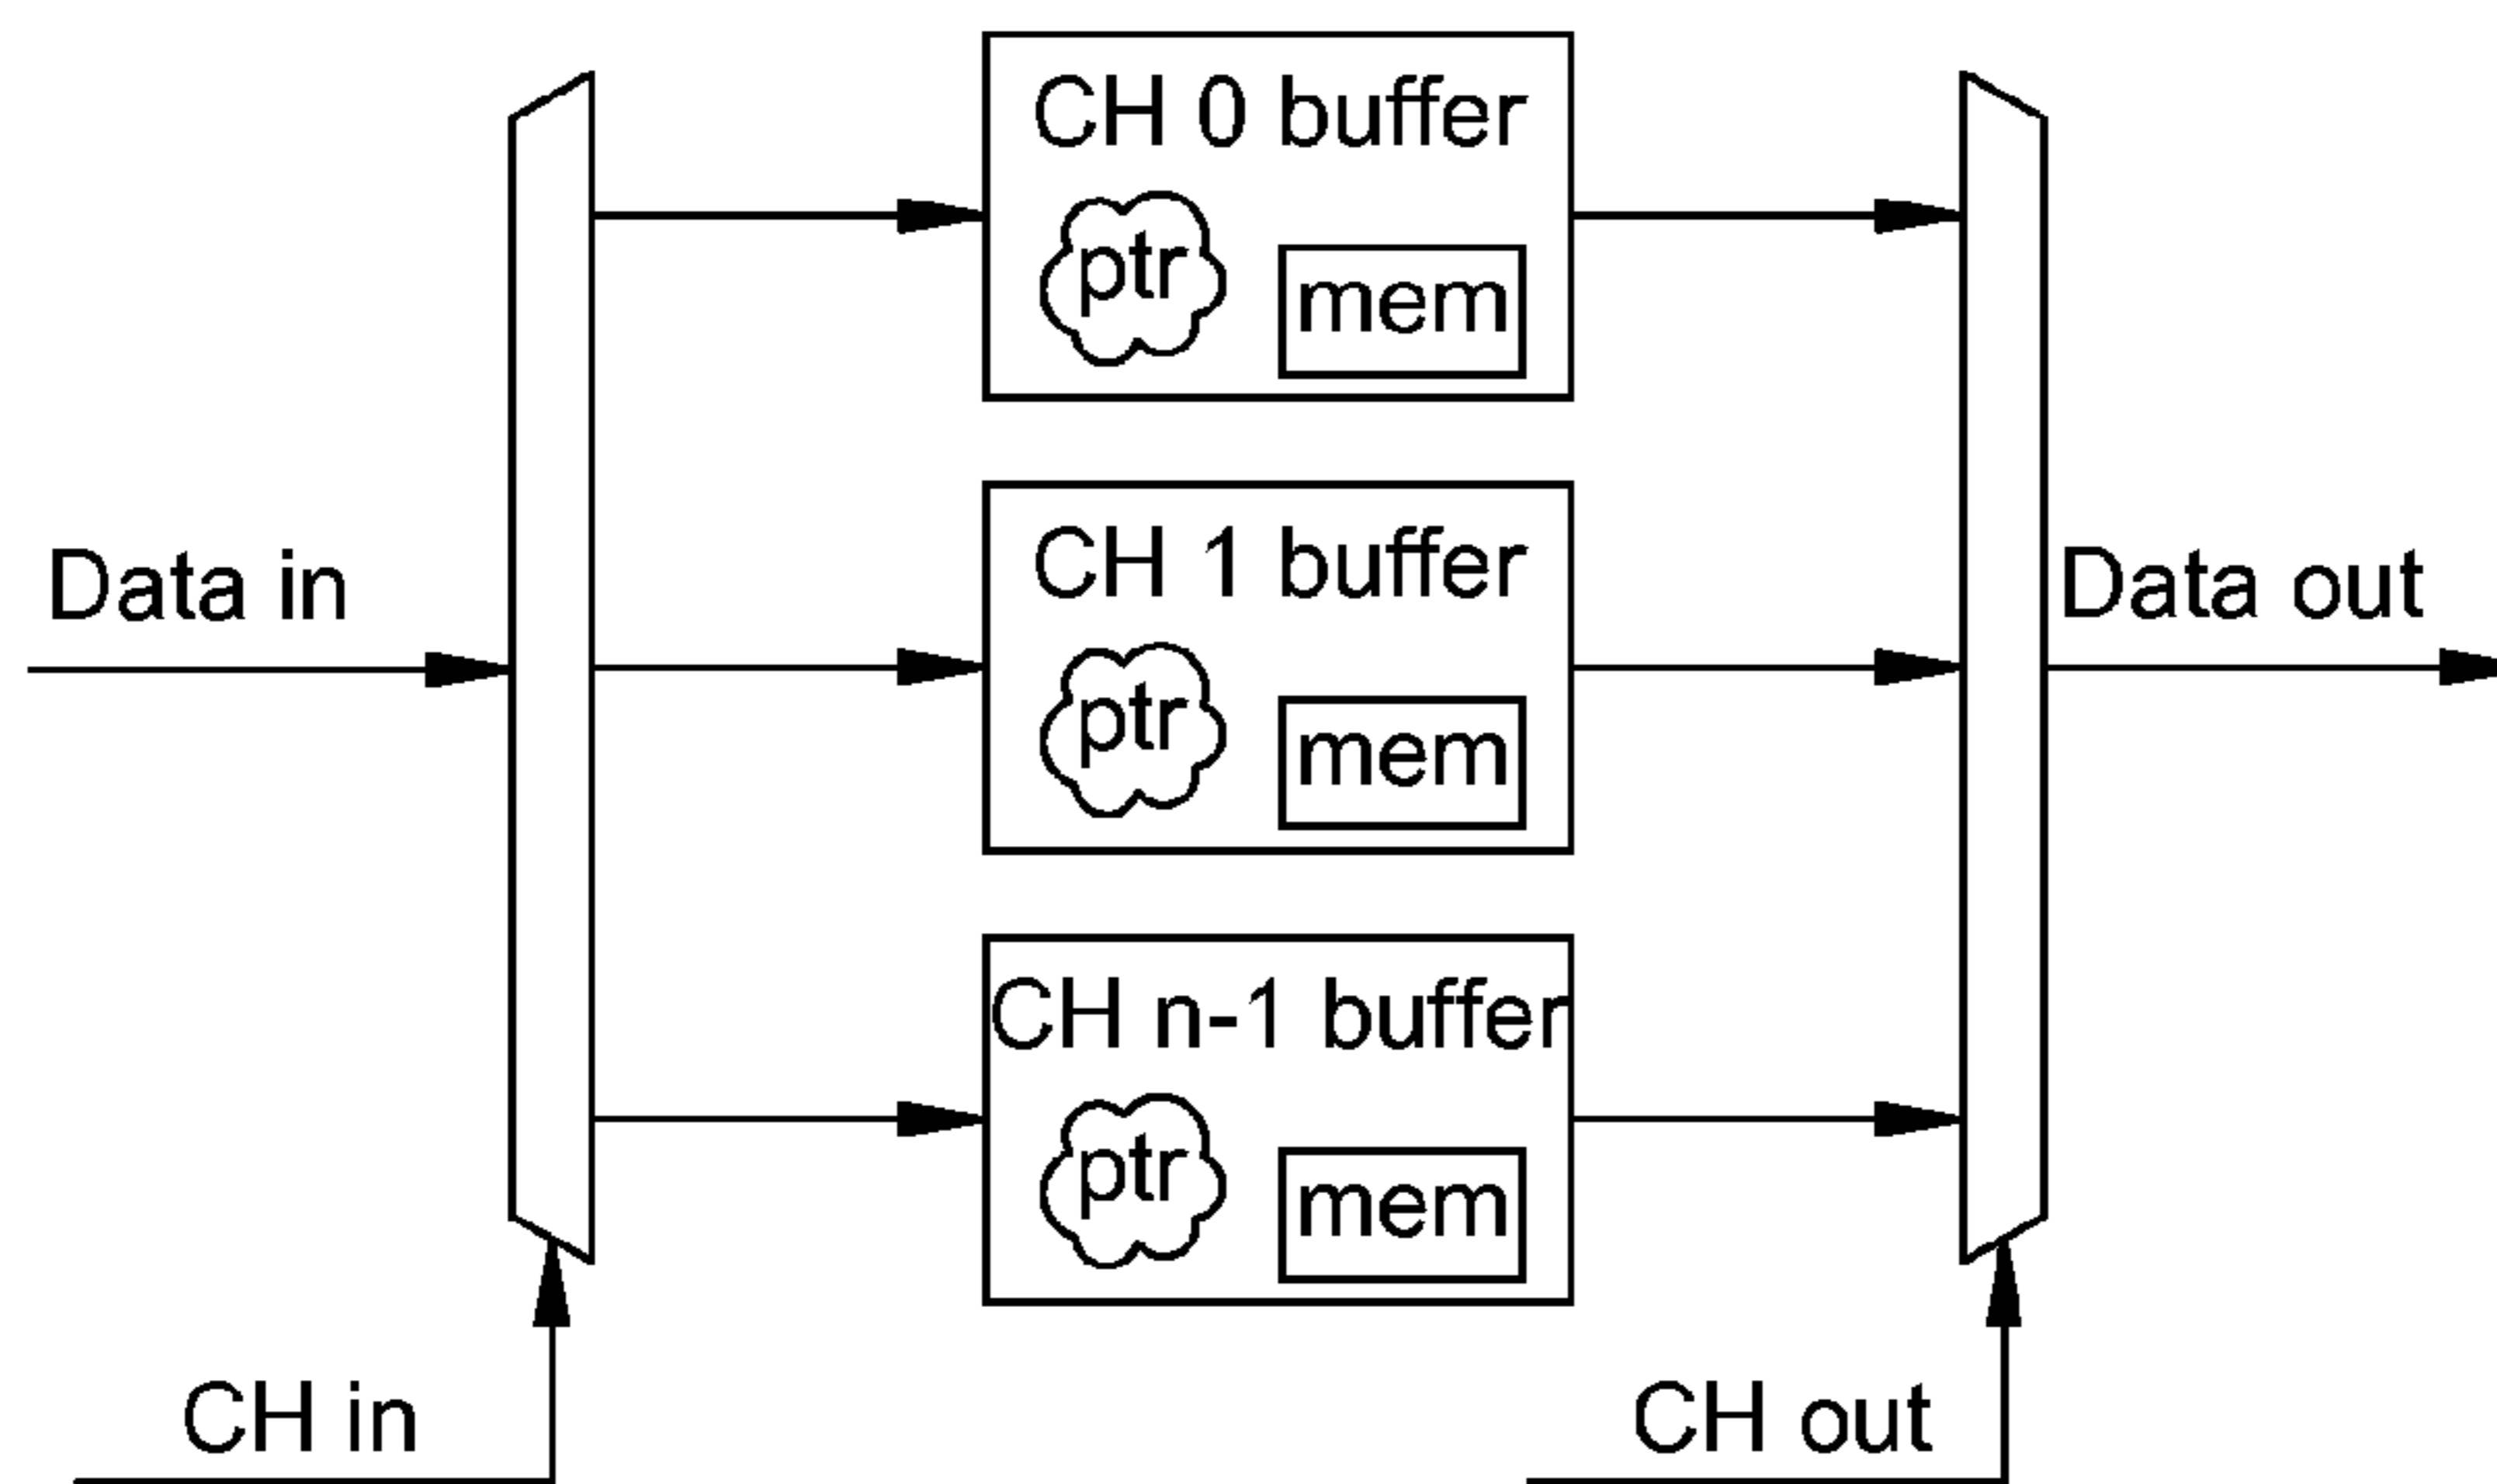 CH 0 buffer
ptr
mem
Data in
CH 1 buffer
Data out
ptr
mem
CH n-1 buffer
ptr
mem
CH in
CH out